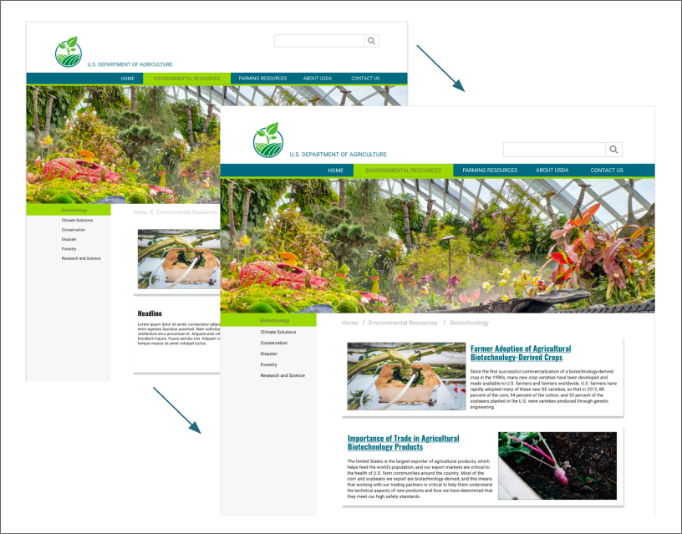 U.S. DEPARTMENT OF AGRICULTURE
HOME ENVIRONMENTAL RESOURCES FARMING RESOURCES ABOUT USDA CONTACT US
Biotechnology
Climate Solutions
Conservation
Disaster
Forestry
Research and Science
Home < Environmental Resources
Headline
Lorem ipsum dolor sit amet, consectetur
U.S. DEPARTMENT OF AGRICULTURE
HOME ENVIRONMENTAL RESOURCES FARMING RESOURCES ABOUT USDA CONTACT US
Biotechnology
Climate Solutions
Conservation
Disaster
Forestry
Research and Science
Home / Environmental Resources / Biotechnology
Farmer Adoption of Agricultural
Biotechnology-Derived Crops
Since the first successful commercialization of a biotechnology-derived
crop in the 1990s, many new crop varieties have been developed and
made available to U.S. farmers and farmers worldwide. U.S. farmers have
rapidly adopted many of these new GE varieties, so that in 2012, 88
percent of the corn, 94 percent of the cotton, and 93 percent of the
soybeans planted in the U.S. were varieties produced through genetic
engineering.
Importance of Trade in Agricultural
Biotechnology Products
The United States is the largest exporter of agricultural products, which
helps feed the world's population, and our export markets are critical to
the health of U.S. farm communities around the country. Most of the
corn and soybeans we export are biotechnology-derived, and this means
that working with our trading partners is critical to help them understand
the technical aspects of new products and how we have determined that
they meet our high safety standards.